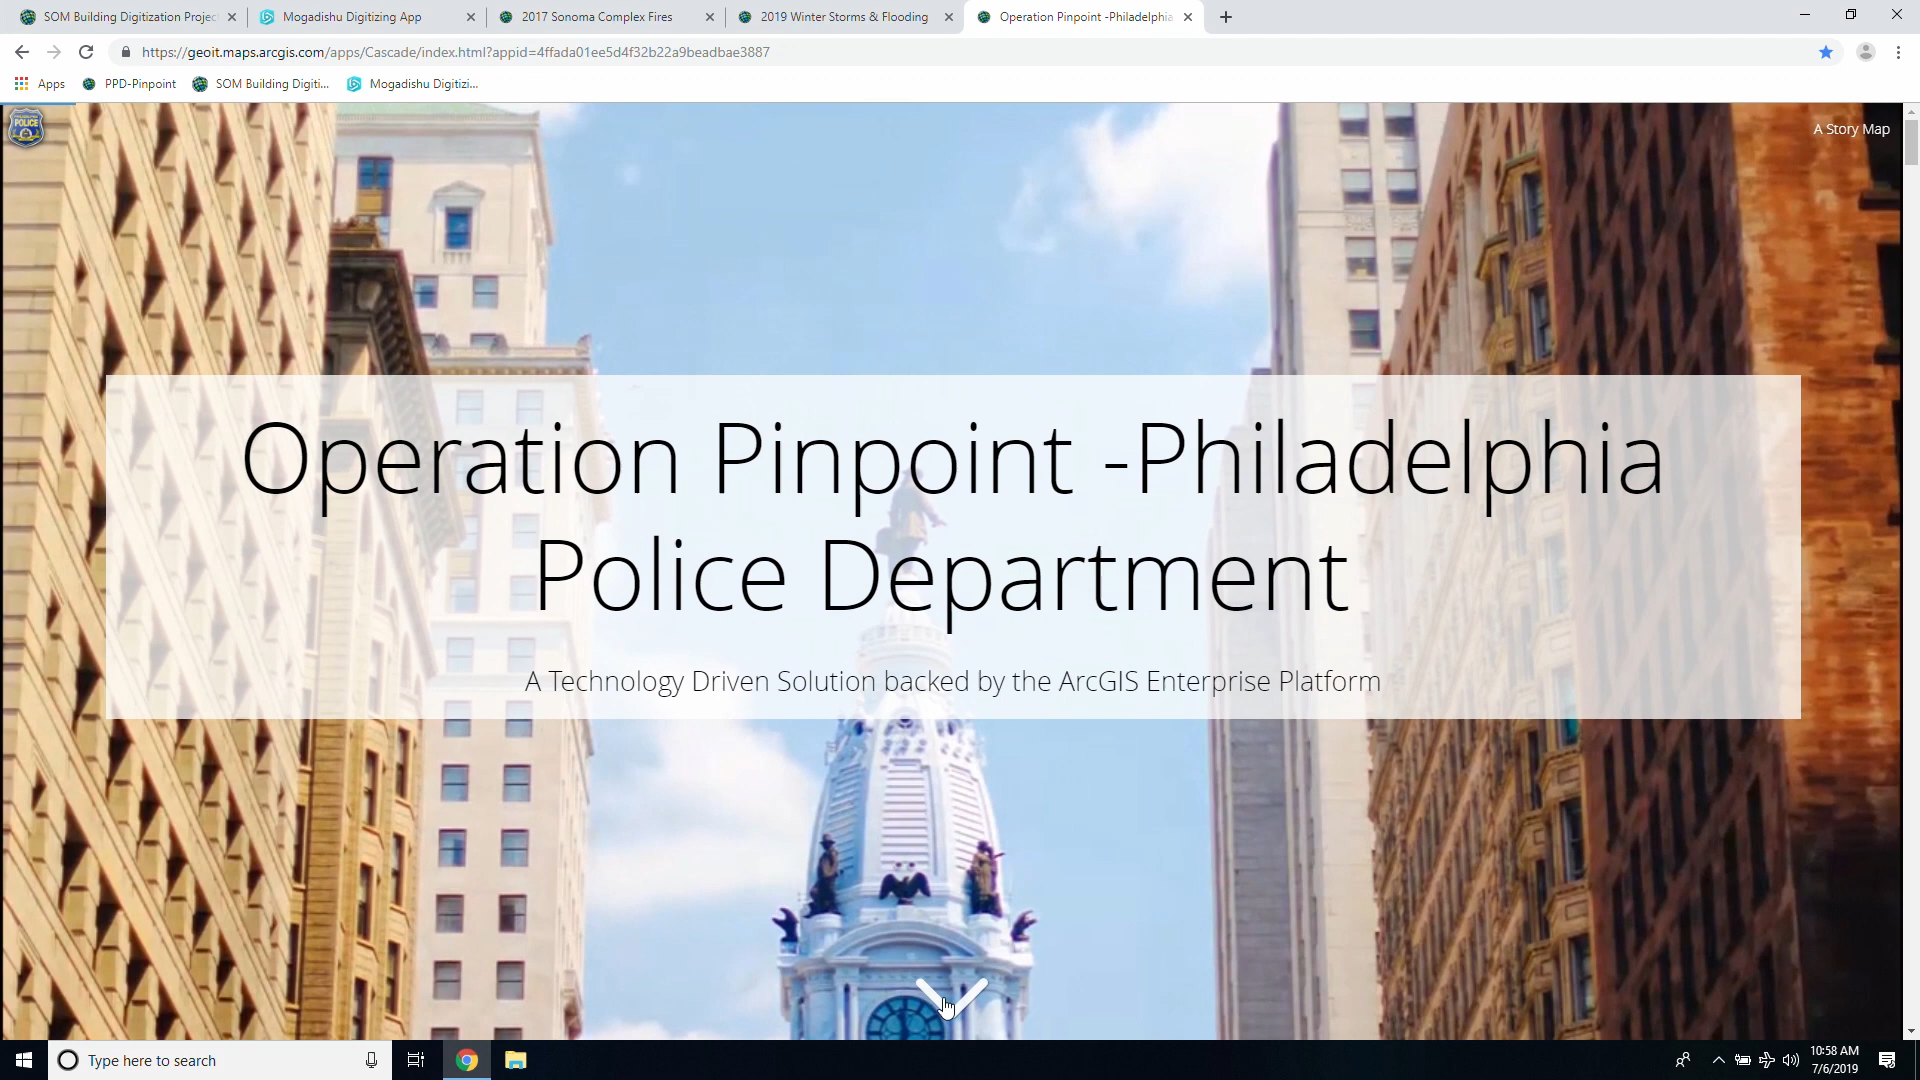 SOM Building Digitization Projec
Mogadishu Digitizing App
2017 Sonoma Complex Fires
2019 Winter Storms & Flooding
Operation Pinpoint -Philadelphia
https://geoit.maps.arcgis.com/apps/Cascade/index.html?appid=4ffada01ee5d4f32b22a9beadbae3887
Apps
PPD-Pinpoint
SOM Building Digiti...
Mogadishu Digitizi...
POLICE
A Story Map
Operation Pinpoint -Philadelphia
Police Department
A Technology Driven Solution backed by the ArcGIS Enterprise Platform
Type here to search
10:58 AM
7/6/2019